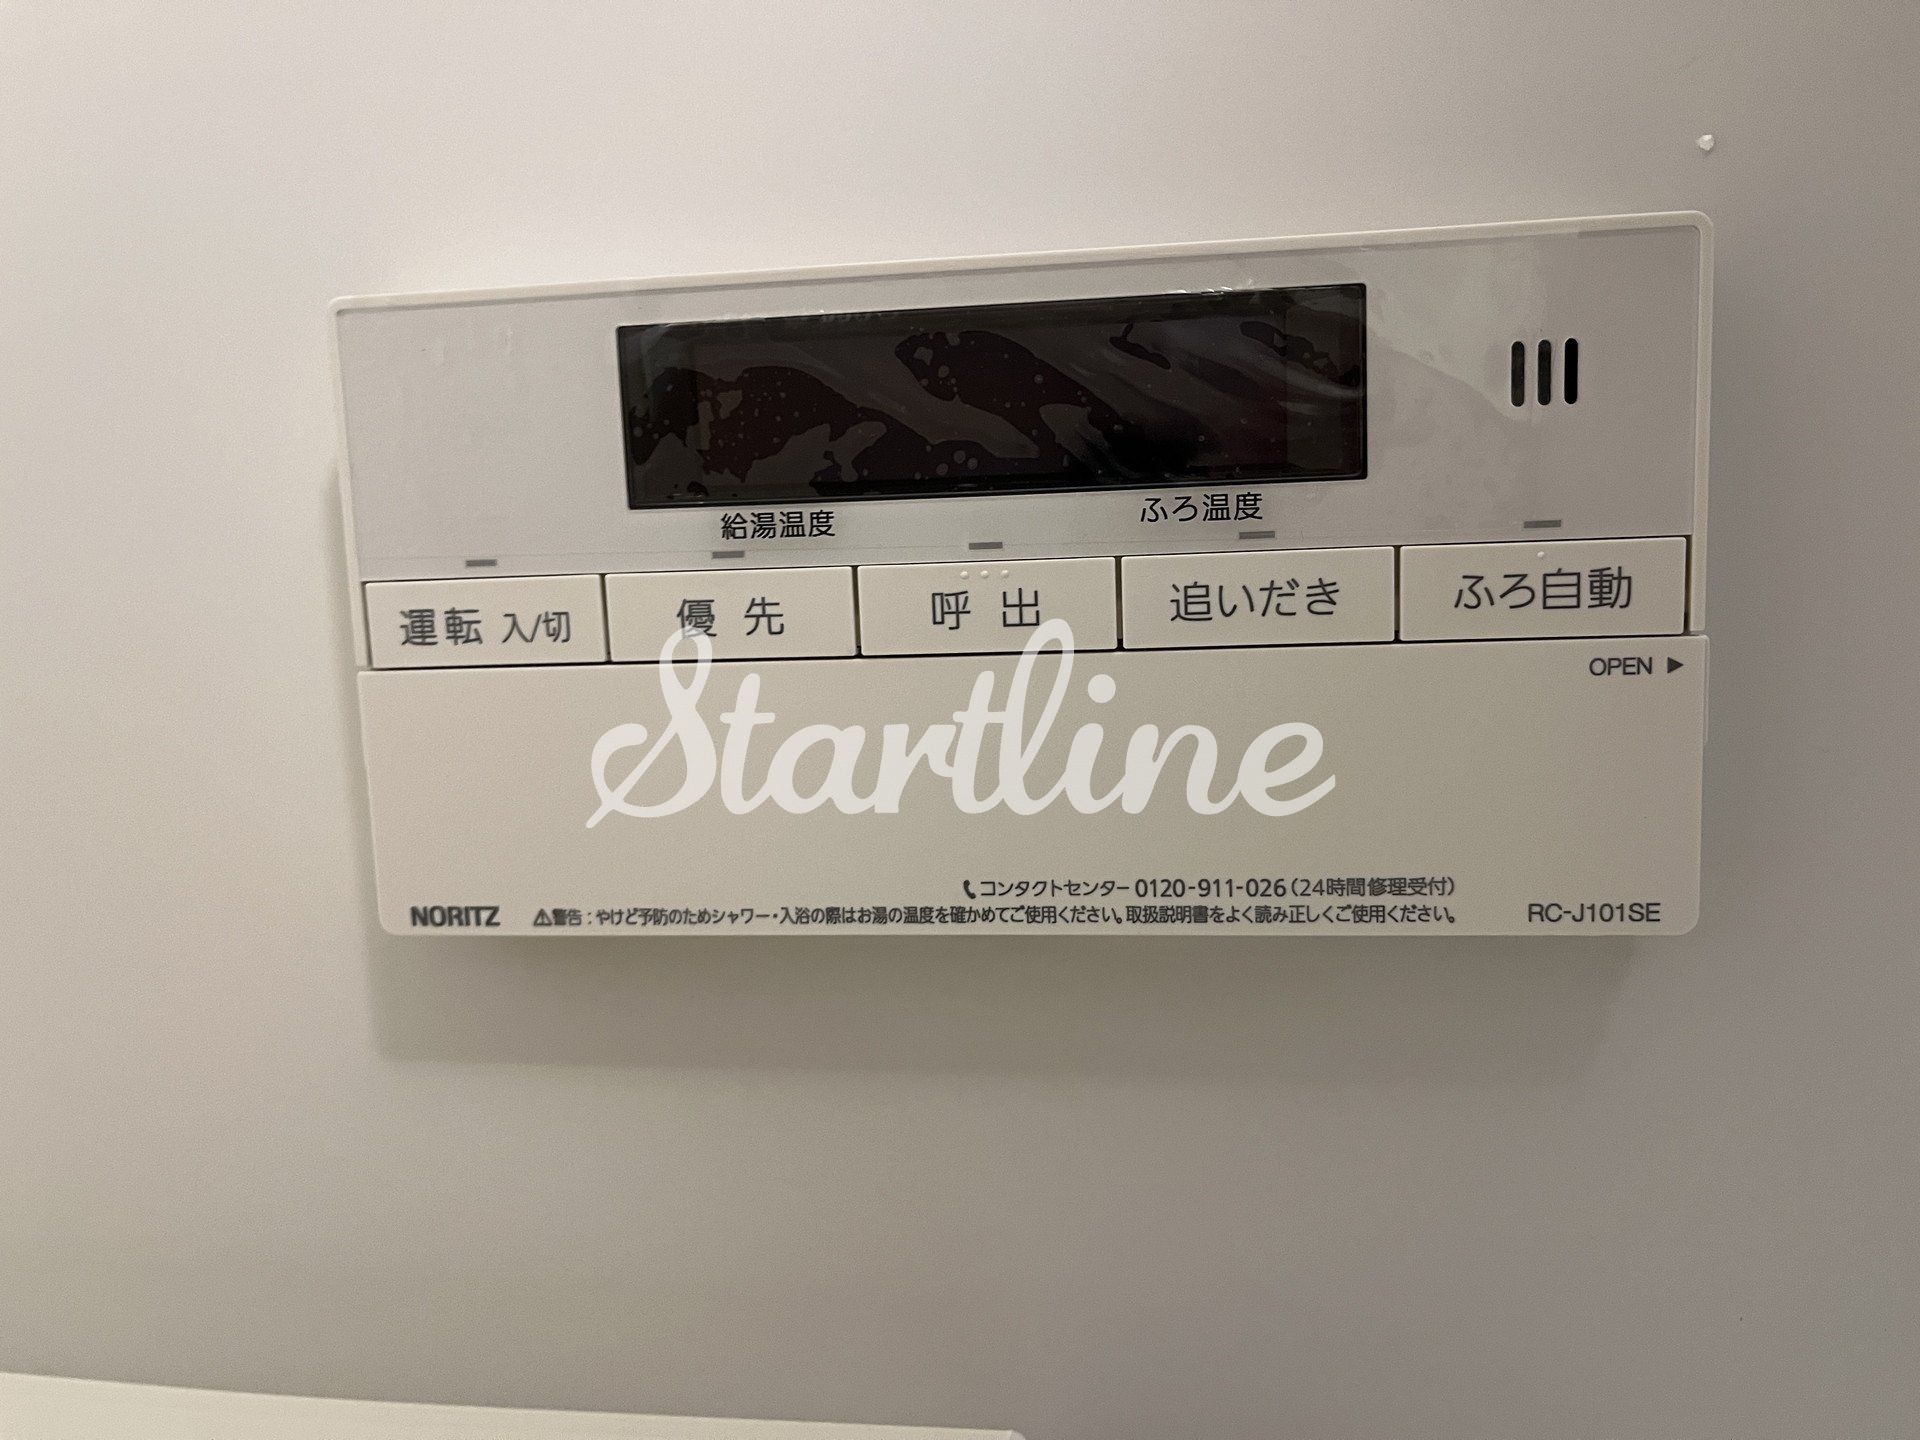 給湯温度 ふろ温度
運転 入/切 優先 呼出 追いだき ふろ自動
OPEN ▶
Startline
コンタクトセンター 0120-911-026(24時間修理受付)
NORITZ ⚠警告:やけど予防のためシャワー・入浴の際はお湯の温度を確かめてご使用ください。取扱説明書をよく読み正しくご使用ください。 RC-J101SE